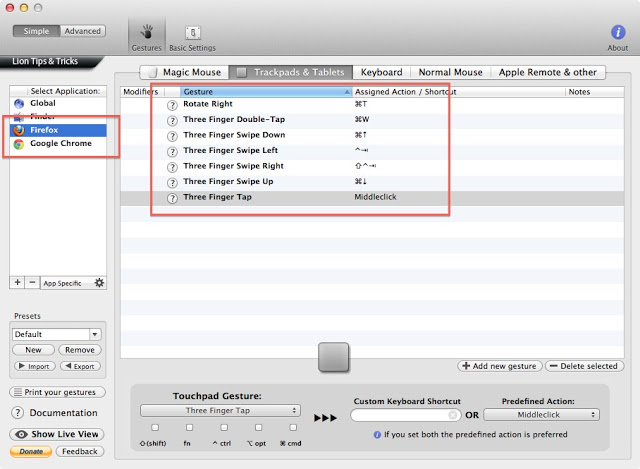 Simple Advanced
Gestures
Basic Settings
About
Lion Tips & Tricks
Magic Mouse Trackpads & Tablets Keyboard Normal Mouse Apple Remote & other
Select Application:
Global
Finder
Firefox
Google Chrome
+ − App Specific
Modifiers Gesture Assigned Action / Shortcut Notes
? Rotate Right ⌘T
? Three Finger Double-Tap ⌘W
? Three Finger Swipe Down ⌘↑
? Three Finger Swipe Left ^⇥
? Three Finger Swipe Right ⇧^⇥
? Three Finger Swipe Up ⌘↓
? Three Finger Tap Middleclick
Presets
Default
New Remove
Import Export
Print your gestures
? Documentation
Show Live View
Donate Feedback
+ Add new gesture − Delete selected
Touchpad Gesture:
Three Finger Tap
⇧(shift) fn ^ ctrl ⌥ opt ⌘ cmd
Custom Keyboard Shortcut
OR
Predefined Action:
Middleclick
If you set both the predefined action is preferred